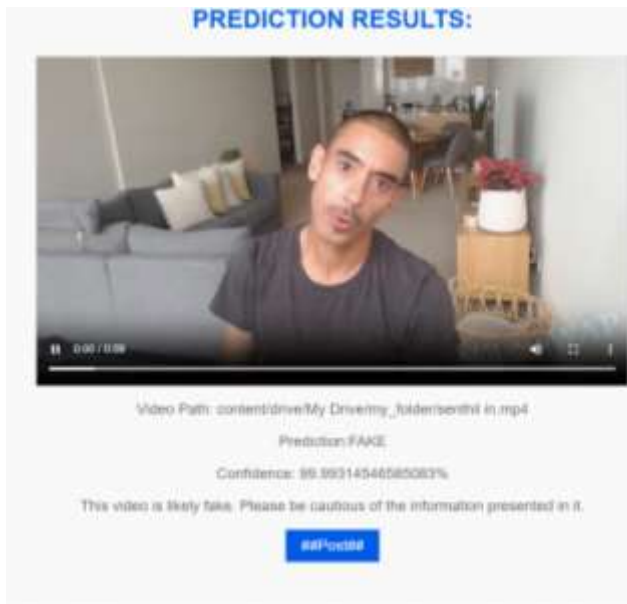 PREDICTION RESULTS:
0:00 / 0:09
Video Path: content/drive/My Drive/my_folder/senthil in.mp4
Prediction:FAKE
Confidence: 99.99314546585083%
This video is likely fake. Please be cautious of the information presented in it.
##Post##